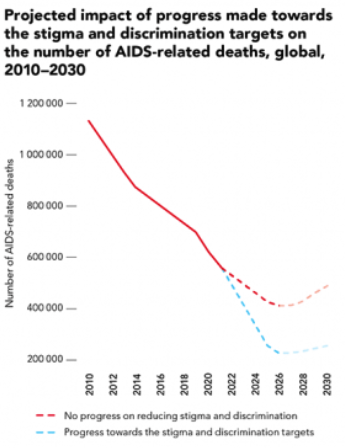 Projected impact of progress made towards
the stigma and discrimination targets on
the number of AIDS-related deaths, global,
2010–2030
1 200 000
1 000 000
800 000
600 000
400 000
200 000
Number of AIDS-related deaths
2010 2012 2014 2016 2018 2020 2022 2024 2026 2028 2030
No progress on reducing stigma and discrimination
Progress towards the stigma and discrimination targets